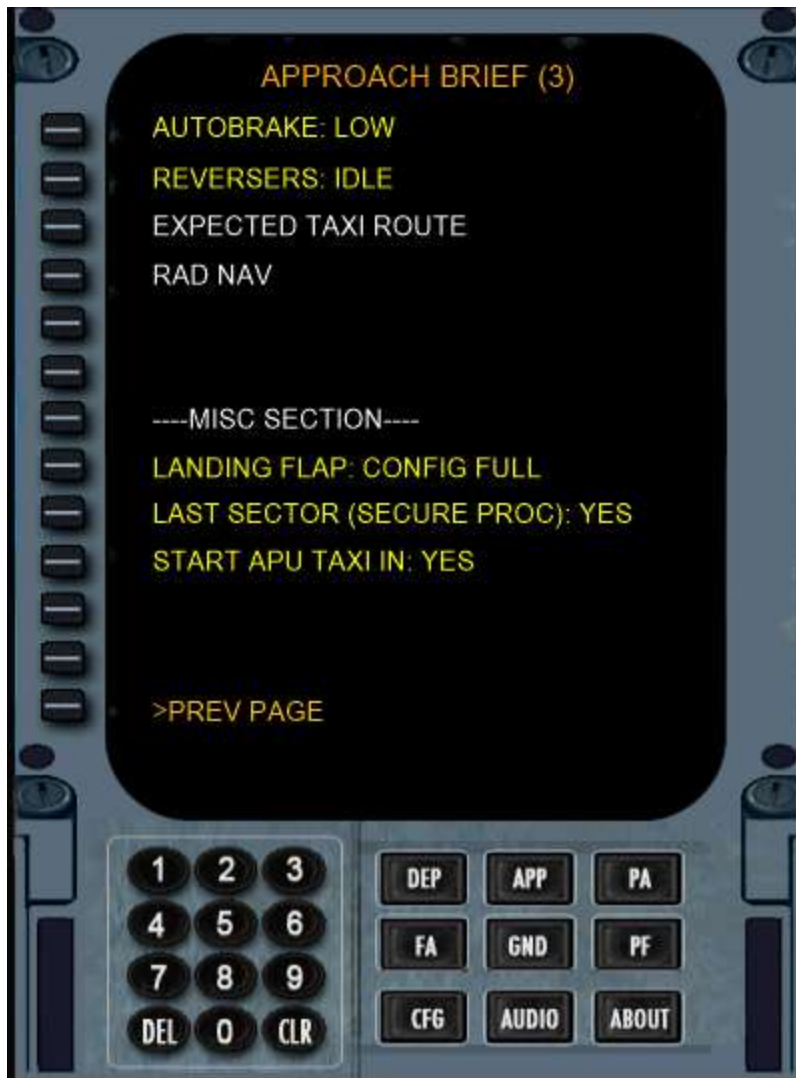 APPROACH BRIEF (3)
AUTOBRAKE: LOW
REVERSERS: IDLE
EXPECTED TAXI ROUTE
RAD NAV
----MISC SECTION----
LANDING FLAP: CONFIG FULL
LAST SECTOR (SECURE PROC): YES
START APU TAXI IN: YES
>PREV PAGE
1 2 3
4 5 6
7 8 9
DEL 0 CLR
DEP APP PA
FA GND PF
CFG AUDIO ABOUT